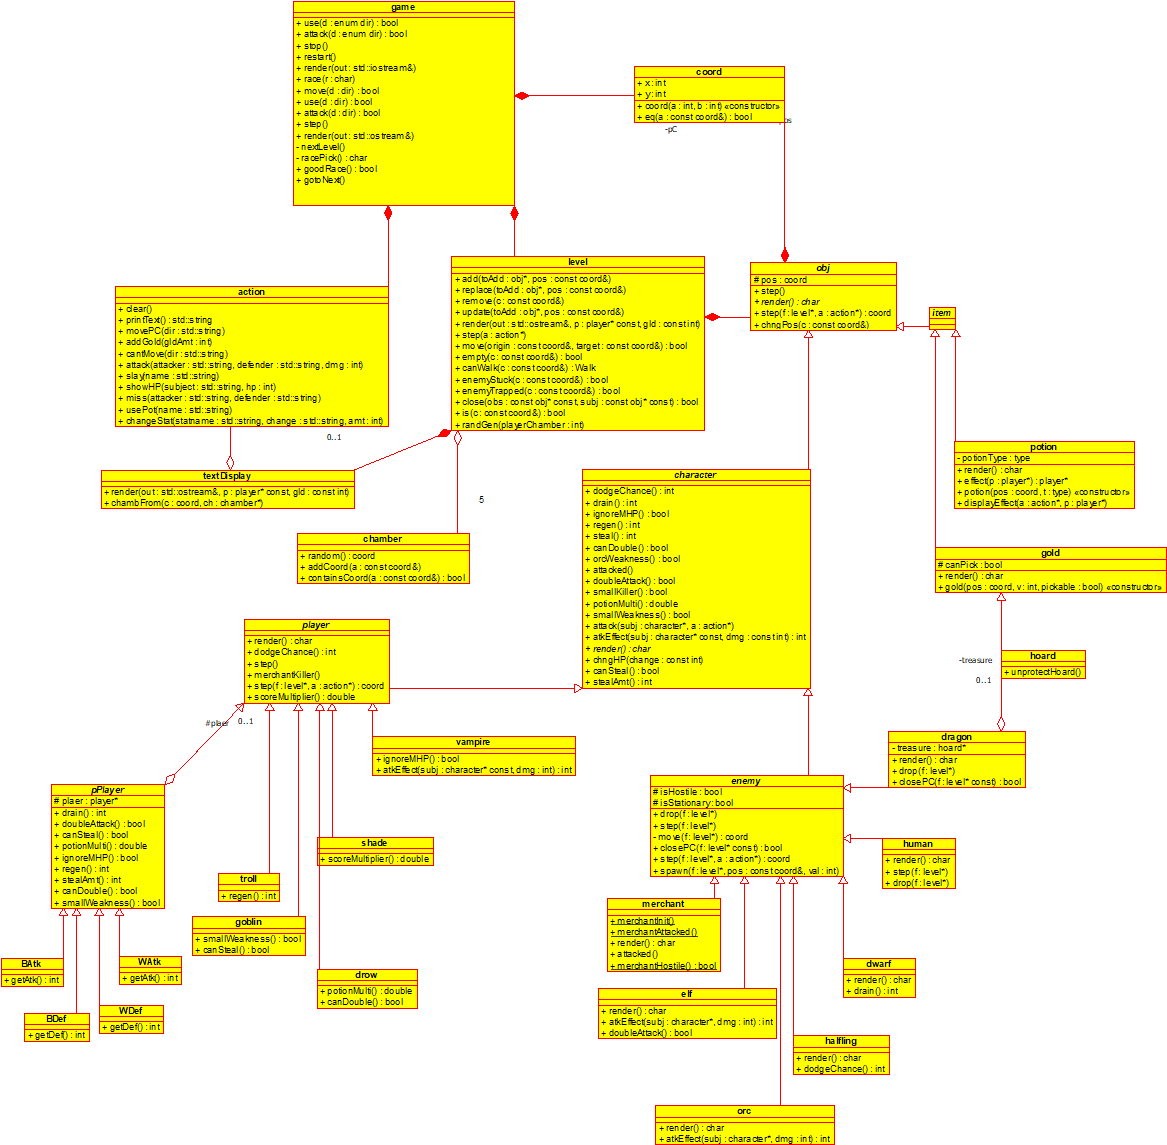 game
+ use(d : enum dir) : bool
+ attack(d : enum dir) : bool
+ stop()
+ restart()
+ render(out : std::iostream&)
+ race(r : char)
+ move(d : dir) : bool
+ use(d : dir) : bool
+ attack(d : dir) : bool
+ step()
+ render(out : std::ostream&)
- nextLevel()
- racePick() : char
+ goodRace() : bool
+ gotoNext()
coord
+ x : int
+ y : int
+ coord(a : int, b : int) «constructor»
+ eq(a : const coord&) : bool
-pC
action
+ clear()
+ printText() : std::string
+ movePC(dir : std::string)
+ addGold(gldAmt : int)
+ cantMove(dir : std::string)
+ attack(attacker : std::string, defender : std::string, dmg : int)
+ slay(name : std::string)
+ showHP(subject : std::string, hp : int)
+ miss(attacker : std::string, defender : std::string)
+ usePot(name : std::string)
+ changeStat(statname : std::string, change : std::string, amt : int)
0..1
level
+ add(toAdd : obj*, pos : const coord&)
+ replace(toAdd : obj*, pos : const coord&)
+ remove(c : const coord&)
+ update(toAdd : obj*, pos : const coord&)
+ render(out : std::ostream&, p : player* const, gld : const int)
+ step(a : action*)
+ move(origin : const coord&, target : const coord&) : bool
+ empty(c : const coord&) : bool
+ canWalk(c : const coord&) : Walk
+ enemyStuck(c : const coord&) : bool
+ enemyTrapped(c : const coord&) : bool
+ close(obs : const obj* const, subj : const obj* const) : bool
+ is(c : const coord&) : bool
+ randGen(playerChamber : int)
obj
# pos : coord
+ step()
+ render() : char
+ step(f : level*, a : action*) : coord
+ chngPos(c : const coord&)
item
textDisplay
+ render(out : std::ostream&, p : player* const, gld : const int)
+ chambFrom(c : coord, ch : chamber*)
5
chamber
+ random() : coord
+ addCoord(a : const coord&)
+ containsCoord(a : const coord&) : bool
character
+ dodgeChance() : int
+ drain() : int
+ ignoreMHP() : bool
+ regen() : int
+ steal() : int
+ canDouble() : bool
+ orcWeakness() : bool
+ attacked()
+ doubleAttack() : bool
+ smallKiller() : bool
+ potionMulti() : double
+ smallWeakness() : bool
+ attack(subj : character*, a : action*)
+ atkEffect(subj : character* const, dmg : const int) : int
+ render() : char
+ chngHP(change : const int)
+ canSteal() : bool
+ stealAmt() : int
potion
- potionType : type
+ render() : char
+ effect(p : player*) : player*
+ potion(pos : coord, t : type) «constructor»
+ displayEffect(a : action*, p : player*)
gold
# canPick : bool
+ render() : char
+ gold(pos : coord, v : int, pickable : bool) «constructor»
player
+ render() : char
+ dodgeChance() : int
+ step()
+ merchantKiller()
+ step(f : level*, a : action*) : coord
+ scoreMultiplier() : double
hoard
+ unprotectHoard()
-treasure
0..1
# plaer
0..1
vampire
+ ignoreMHP() : bool
+ atkEffect(subj : character* const, dmg : int) : int
dragon
- treasure : hoard*
+ render() : char
+ drop(f : level*)
+ closePC(f : level* const) : bool
pPlayer
# plaer : player*
+ drain() : int
+ doubleAttack() : bool
+ canSteal() : bool
+ potionMulti() : double
+ ignoreMHP() : bool
+ regen() : int
+ stealAmt() : int
+ canDouble() : bool
+ smallWeakness() : bool
enemy
# isHostile : bool
# isStationary : bool
+ drop(f : level*)
+ step(f : level*)
- move(f : level*) : coord
+ closePC(f : level* const) : bool
+ step(f : level*, a : action*) : coord
+ spawn(f : level*, pos : const coord&, val : int)
shade
+ scoreMultiplier() : double
human
+ render() : char
+ step(f : level*)
+ drop(f : level*)
troll
+ regen() : int
goblin
+ smallWeakness() : bool
+ canSteal() : bool
merchant
+ merchantInit()
+ merchantAttacked()
+ render() : char
+ attacked()
+ merchantHostile() : bool
BAtk
+ getAtk() : int
WAtk
+ getAtk() : int
drow
+ potionMulti() : double
+ canDouble() : bool
dwarf
+ render() : char
+ drain() : int
BDef
+ getDef() : int
WDef
+ getDef() : int
elf
+ render() : char
+ atkEffect(subj : character*, dmg : int) : int
+ doubleAttack() : bool
halfling
+ render() : char
+ dodgeChance() : int
orc
+ render() : char
+ atkEffect(subj : character*, dmg : int) : int